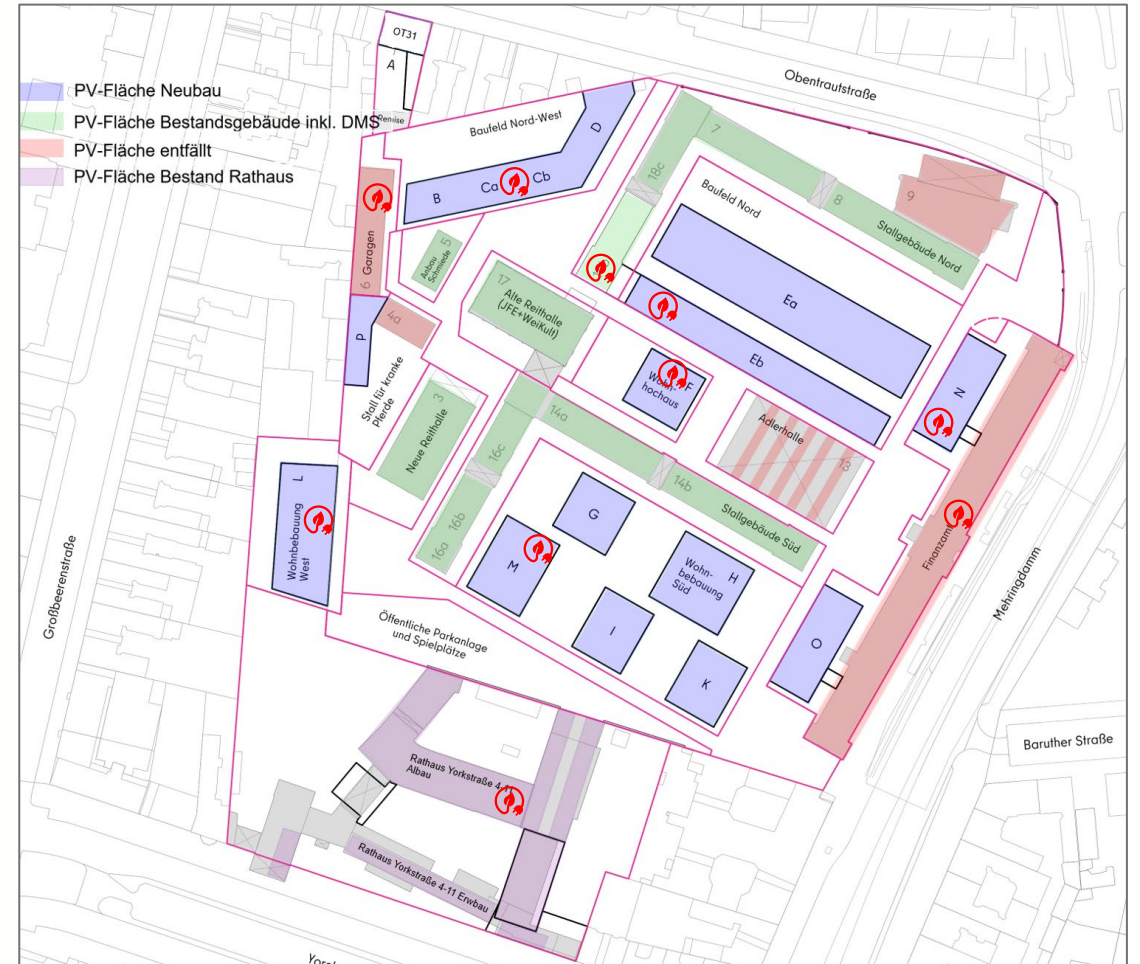 OT31
A
Remise
PV-Fläche Neubau
PV-Fläche Bestandsgebäude inkl. DMS
PV-Fläche entfällt
PV-Fläche Bestand Rathaus
Obentrautstraße
Baufeld Nord-West
B
Ca
Cb
D
7
18c
8
9
Baufeld Nord
Stallgebäude Nord
6 Garagen
Anbau
Schmiede
5
17
Alte Reithalle
(JFE+WeiKult)
Ea
Eb
P
4a
Stall für kranke
Pferde
F
Wohn-
hochaus
N
3
Neue Reithalle
14a
Adlerhalle
13
16c
14b
Stallgebäude Süd
16a 16b
L
Wohnbebauung
West
G
M
Wohn-
bebauung
Süd
H
I
K
O
Finanzamt
Mehringdamm
Großbeerenstraße
Öffentliche Parkanlage
und Spielplätze
Baruther Straße
Rathaus Yorkstraße 4-11
Albau
Rathaus Yorkstraße 4-11 Erwbau